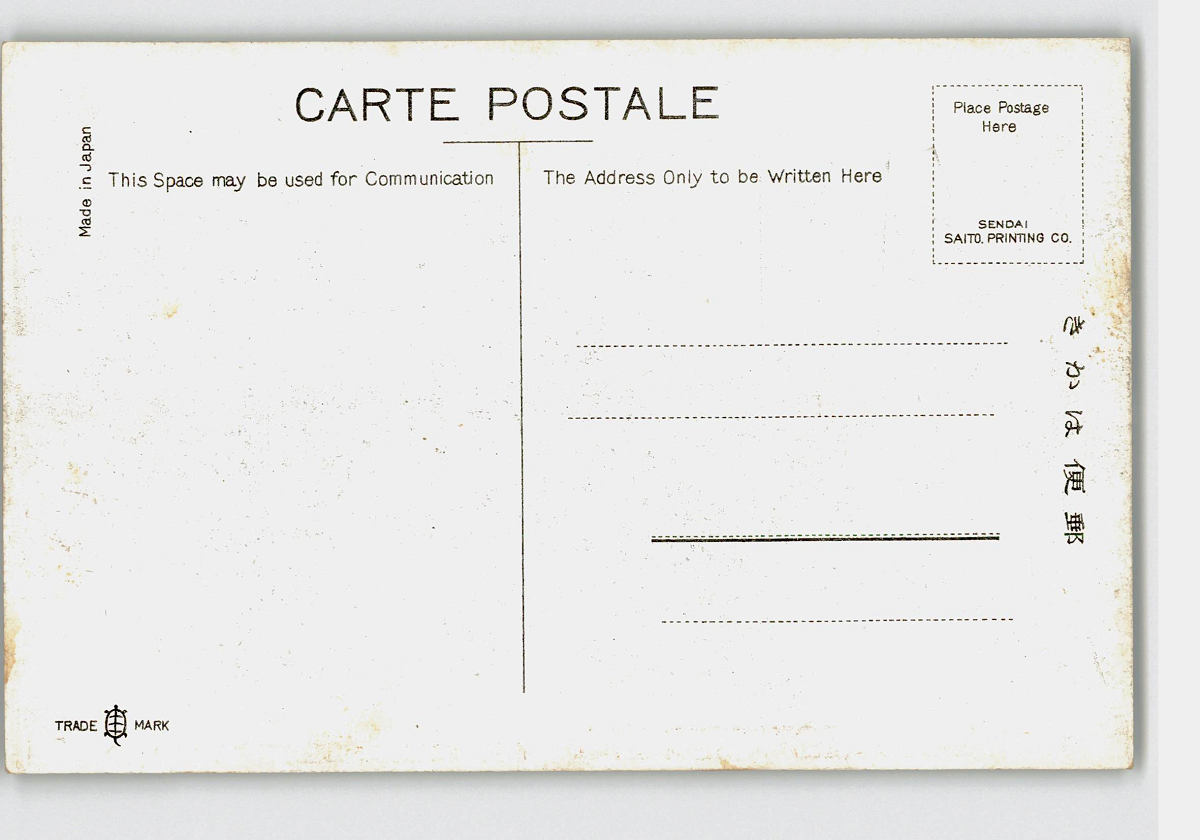 CARTE POSTALE
Made in Japan
This Space may be used for Communication
The Address Only to be Written Here
Place Postage
Here
SENDAI
SAITO. PRINTING CO.
きかは便郵
TRADE MARK